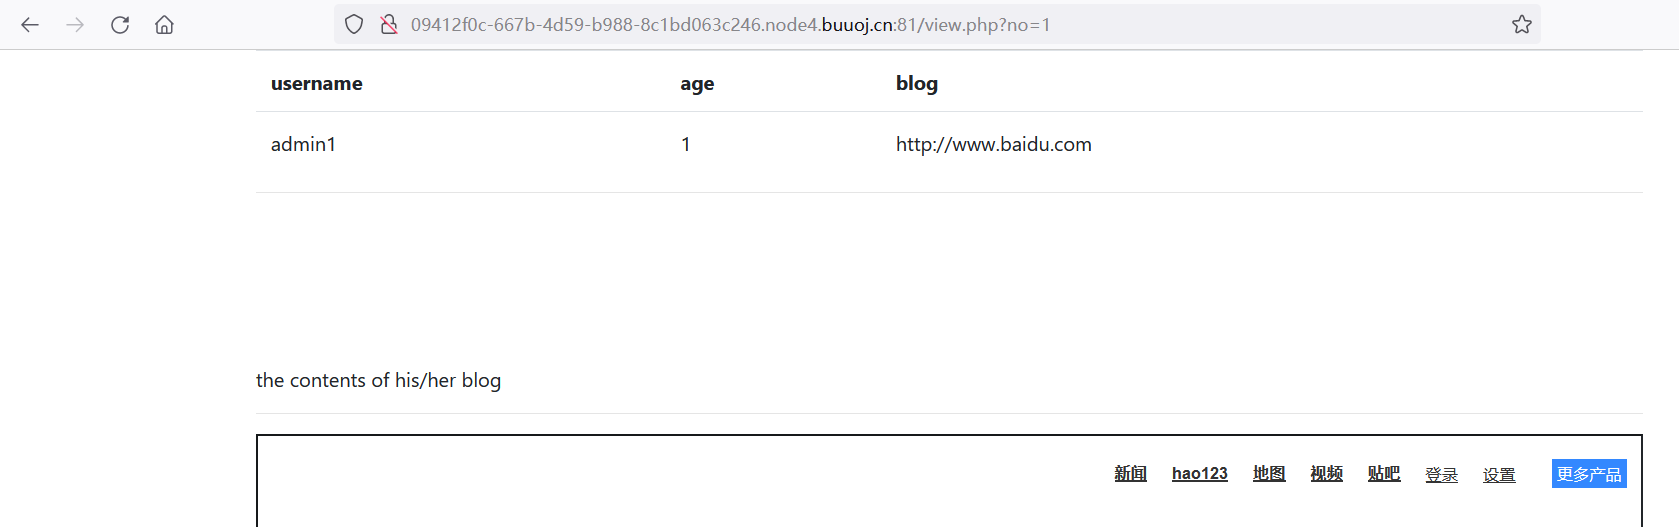 09412f0c-667b-4d59-b988-8c1bd063c246.node4.buuoj.cn:81/view.php?no=1
username age blog
admin1 1 http://www.baidu.com
the contents of his/her blog
新闻 hao123 地图 视频 贴吧 登录 设置 更多产品